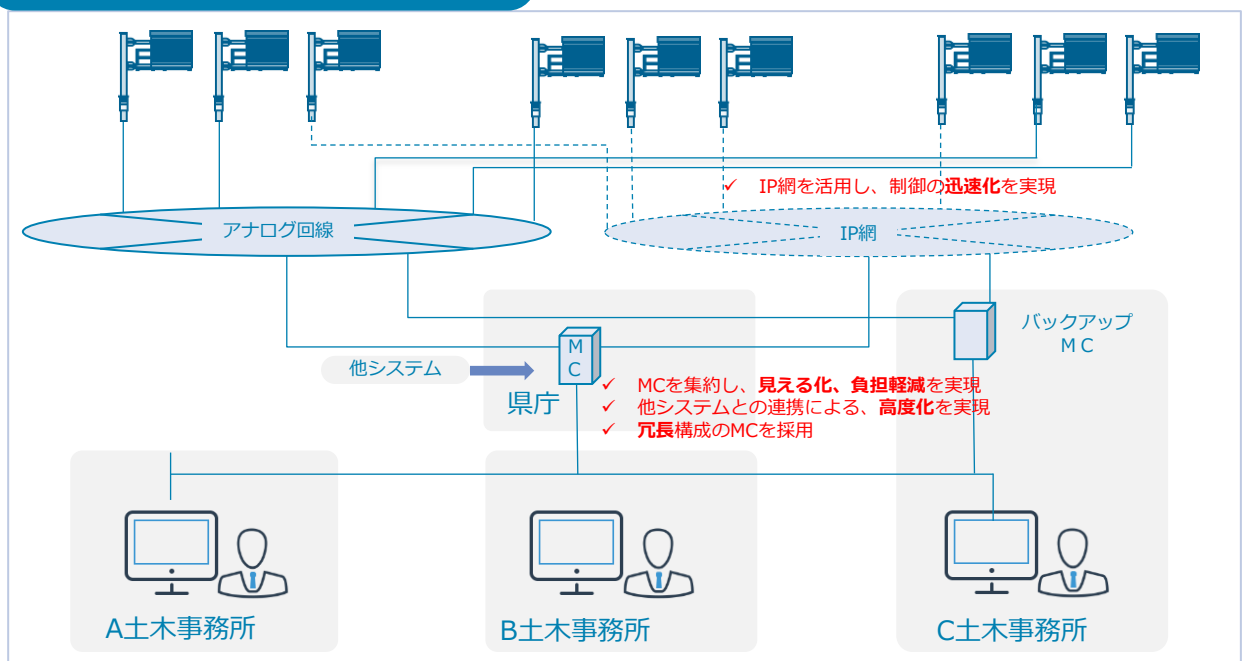 ✓ IP網を活用し、制御の迅速化を実現
アナログ回線
IP網
バックアップ
ＭＣ
他システム
M
C
県庁
✓ MCを集約し、見える化、負担軽減を実現
✓ 他システムとの連携による、高度化を実現
✓ 冗長構成のMCを採用
A土木事務所
B土木事務所
C土木事務所